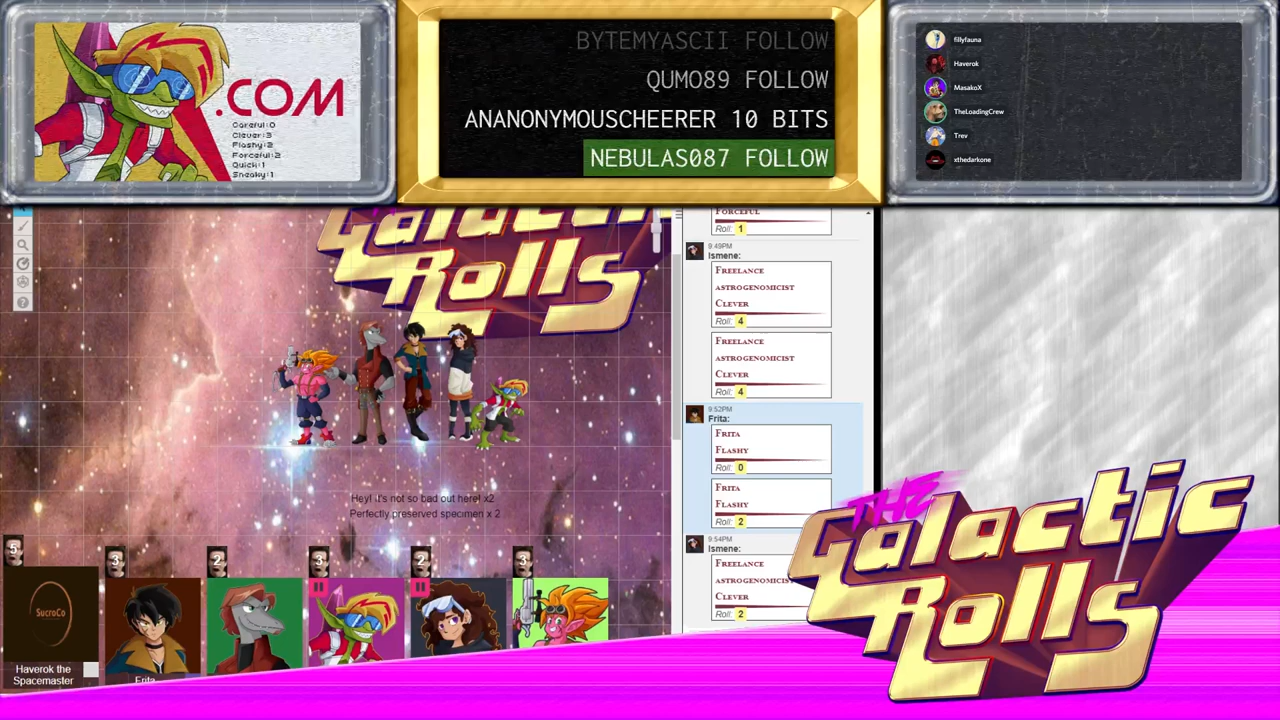 .COM
Careful:0
Clever:3
Flashy:2
Forceful:2
Quick:1
Sneaky:1
BYTEMYASCII FOLLOW
QUMO89 FOLLOW
ANANONYMOUSCHEERER 10 BITS
NEBULAS087 FOLLOW
fillyfauna
Haverok
MasakoX
TheLoadingCrew
Trev
xthedarkone
Galactic
Rolls
Hey! it's not so bad out here! x2
Perfectly preserved specimen x 2
5
3
2
3
2
3
SucroCo
Haverok the
Spacemaster
Frita
FORCEFUL
Roll: 1
9:49PM
Ismene:
FREELANCE
ASTROGENOMICIST
CLEVER
Roll: 4
FREELANCE
ASTROGENOMICIST
CLEVER
Roll: 4
9:52PM
Frita:
FRITA
FLASHY
Roll: 0
FRITA
FLASHY
Roll: 2
9:54PM
Ismene:
FREELANCE
ASTROGENOMICIST
CLEVER
Roll: 2
THE
Galactic
Rolls